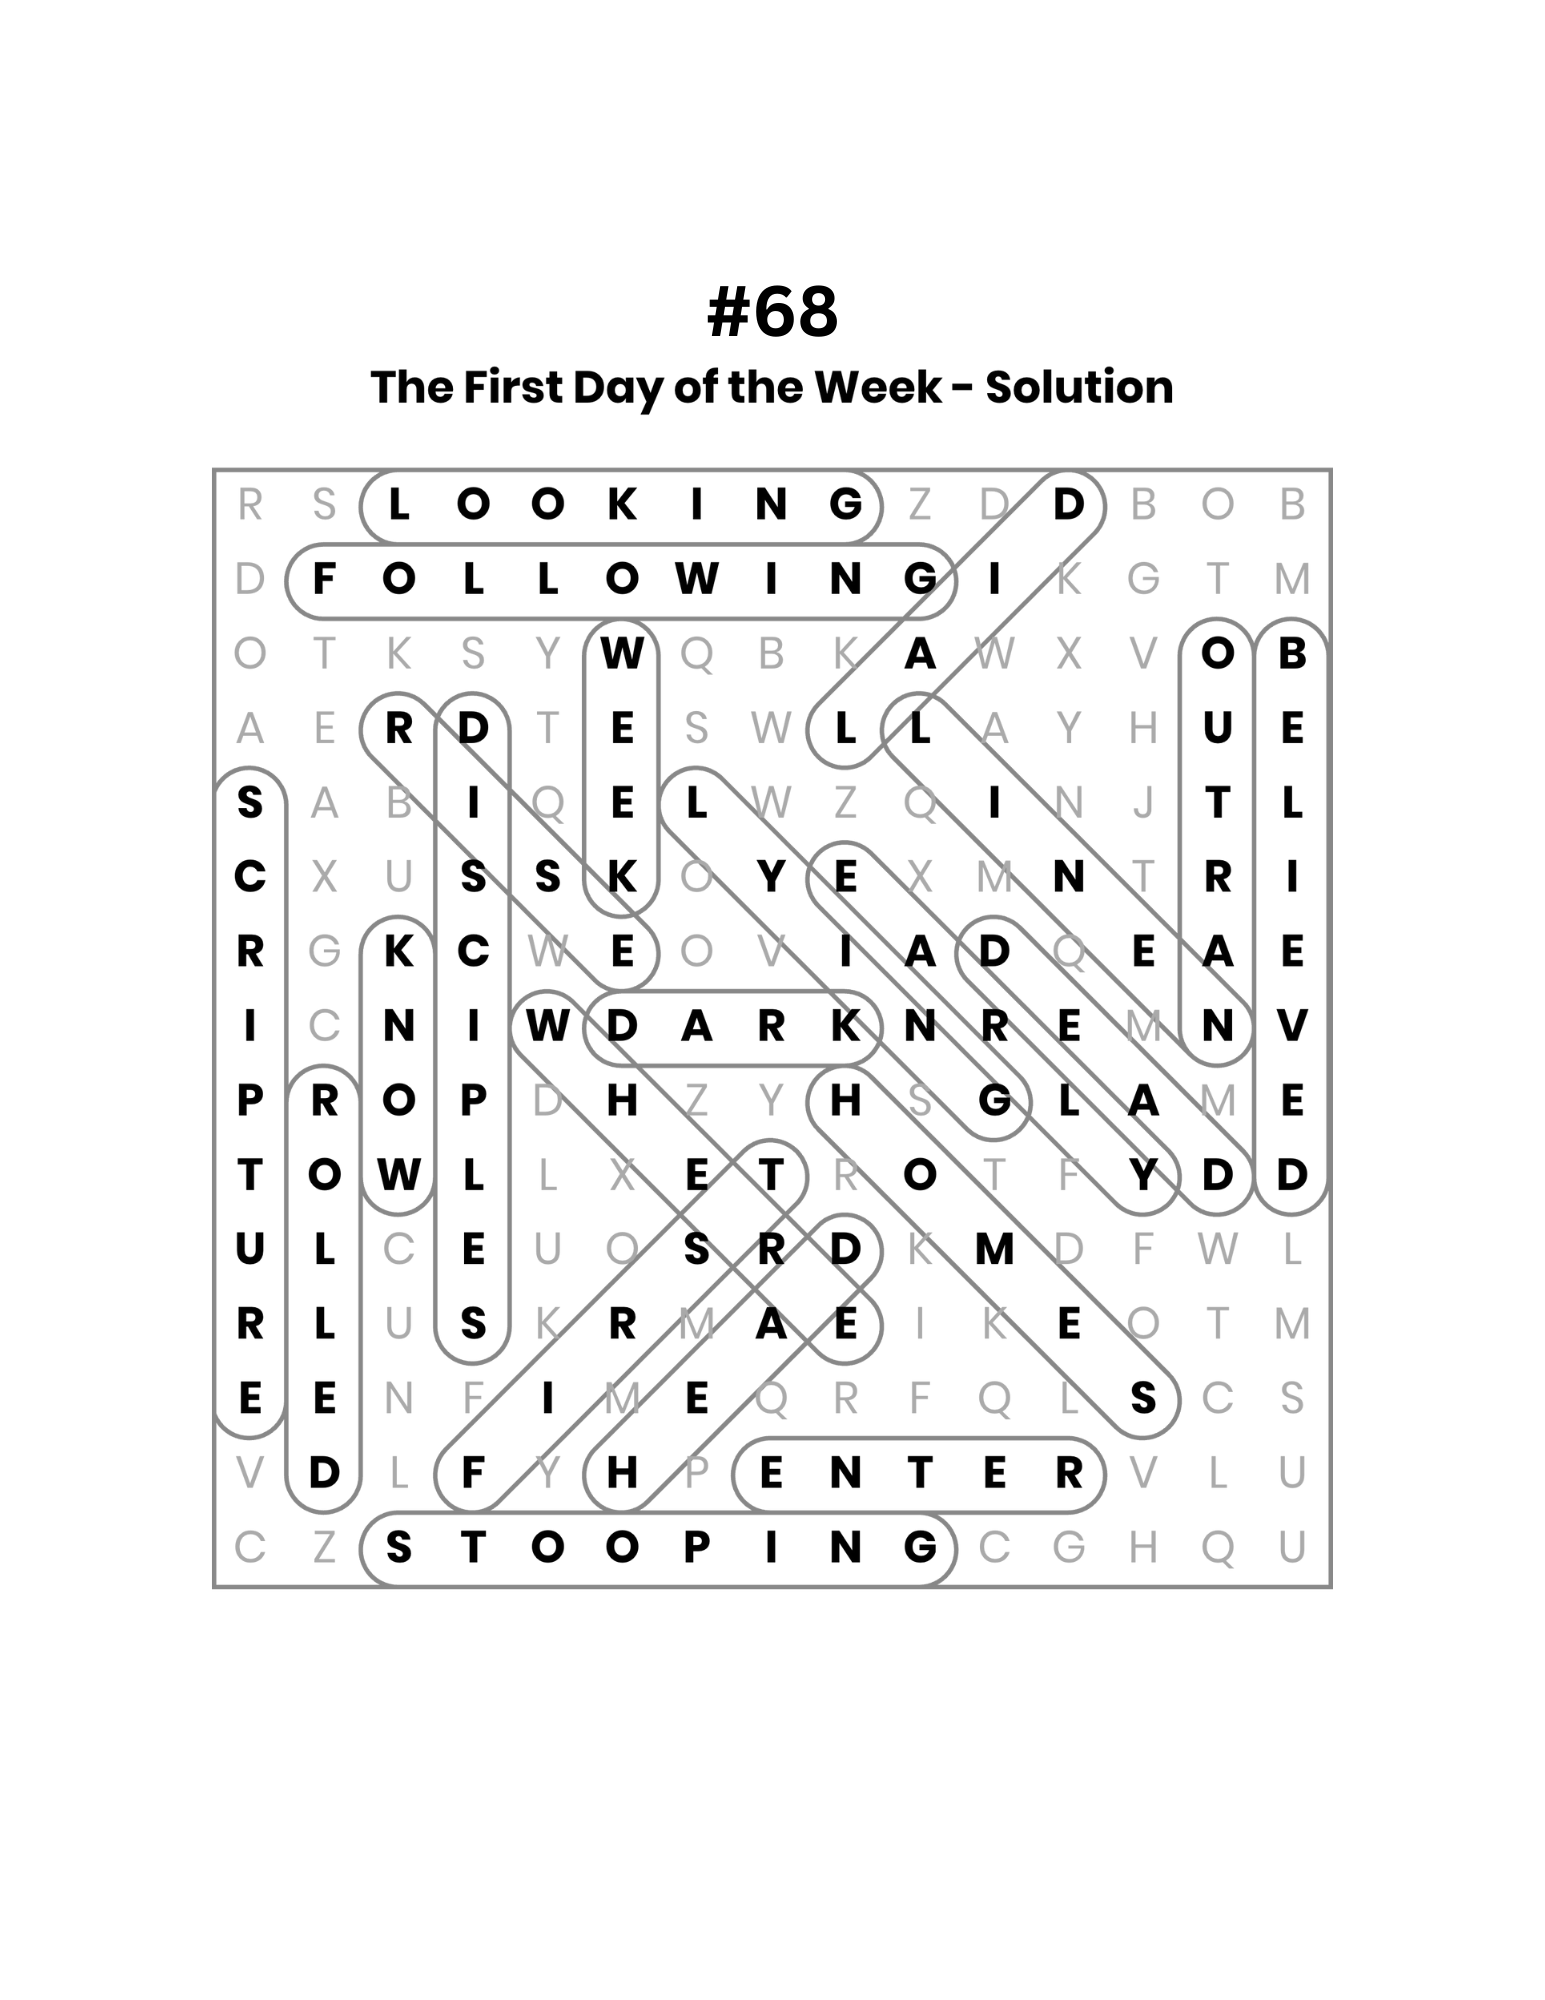 #68
The First Day of the Week - Solution
R S L O O K I N G Z D D B O B
D F O L L O W I N G I K G T M
O T K S Y W Q B K A W X V O B
A E R D T E S W L L A Y H U E
S A B I Q E L W Z Q I N J T L
C X U S S K O Y E X M N T R I
R G K C W E O V I A D Q E A E
I C N I W D A R K N R E M N V
P R O P D H Z Y H S G L A M E
T O W L L X E T R O T F Y D D
U L C E U O S R D K M D F W L
R L U S K R M A E I K E O T M
E E N F I M E Q R F Q L S C S
V D L F Y H P E N T E R V L U
C Z S T O O P I N G C G H Q U